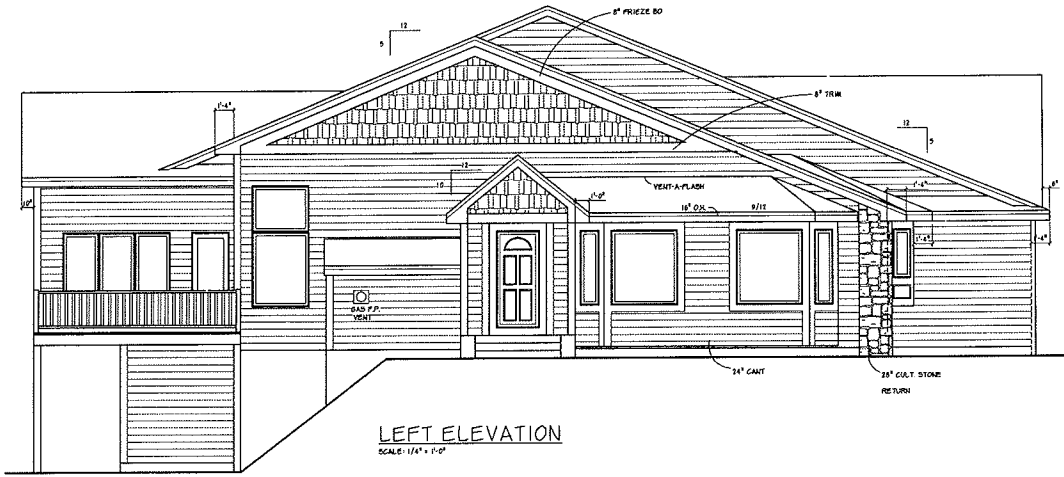 8" FRIEZE BD
12
5
8" TRIM
1'-4"
12
5
12
10
VENT-A-FLASH
1'-0"
16" O.H.
9/12
1'-4"
8"
10"
1'-4"
1'-4"
GAS F.P.
VENT
24" CANT
28" CULT. STONE
RETURN
LEFT ELEVATION
SCALE: 1/4" = 1'-0"